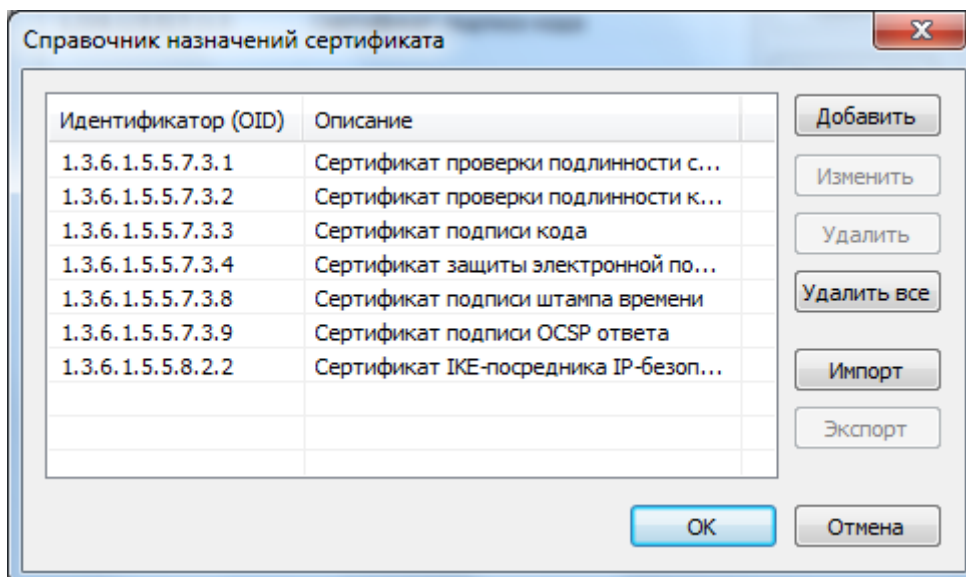 Справочник назначений сертификата
Идентификатор (OID) Описание
1.3.6.1.5.5.7.3.1 Сертификат проверки подлинности с...
1.3.6.1.5.5.7.3.2 Сертификат проверки подлинности к...
1.3.6.1.5.5.7.3.3 Сертификат подписи кода
1.3.6.1.5.5.7.3.4 Сертификат защиты электронной по...
1.3.6.1.5.5.7.3.8 Сертификат подписи штампа времени
1.3.6.1.5.5.7.3.9 Сертификат подписи OCSP ответа
1.3.6.1.5.5.8.2.2 Сертификат IKE-посредника IP-безоп...
Добавить
Изменить
Удалить
Удалить все
Импорт
Экспорт
OK
Отмена